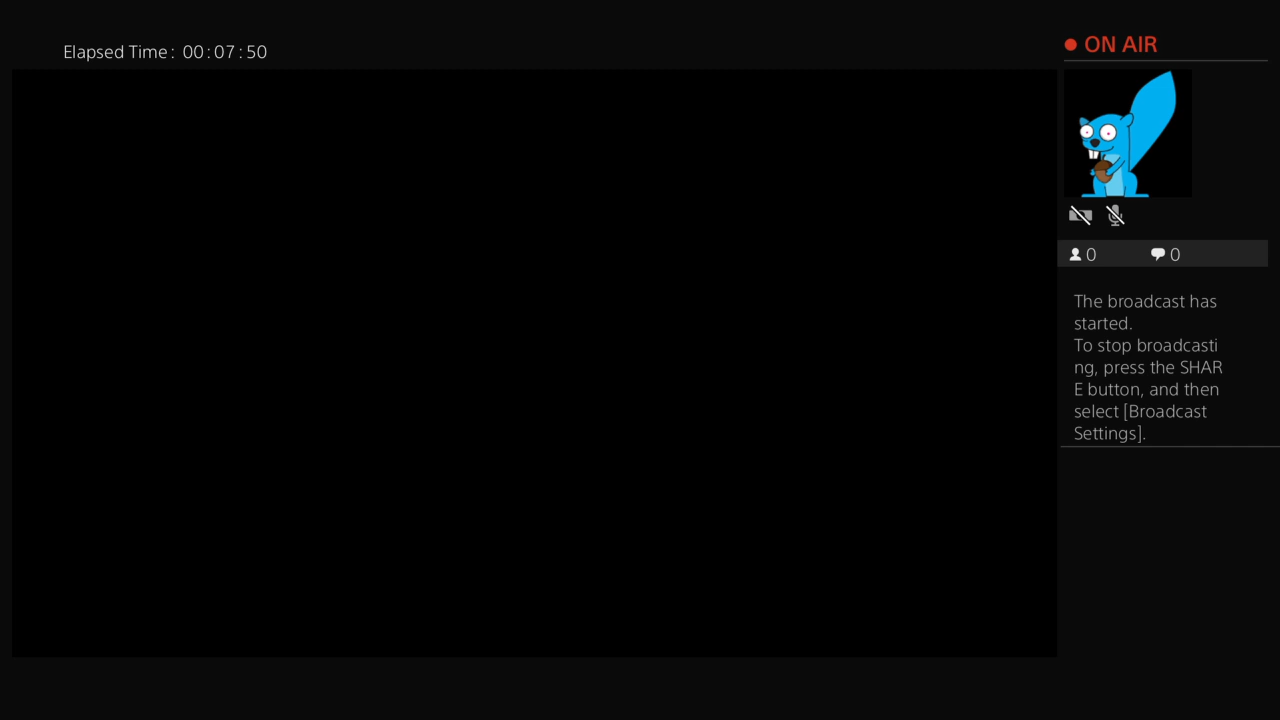 Elapsed Time: 00:07:50
ON AIR
0 0
The broadcast has
started.
To stop broadcasti
ng, press the SHAR
E button, and then
select [Broadcast
Settings].